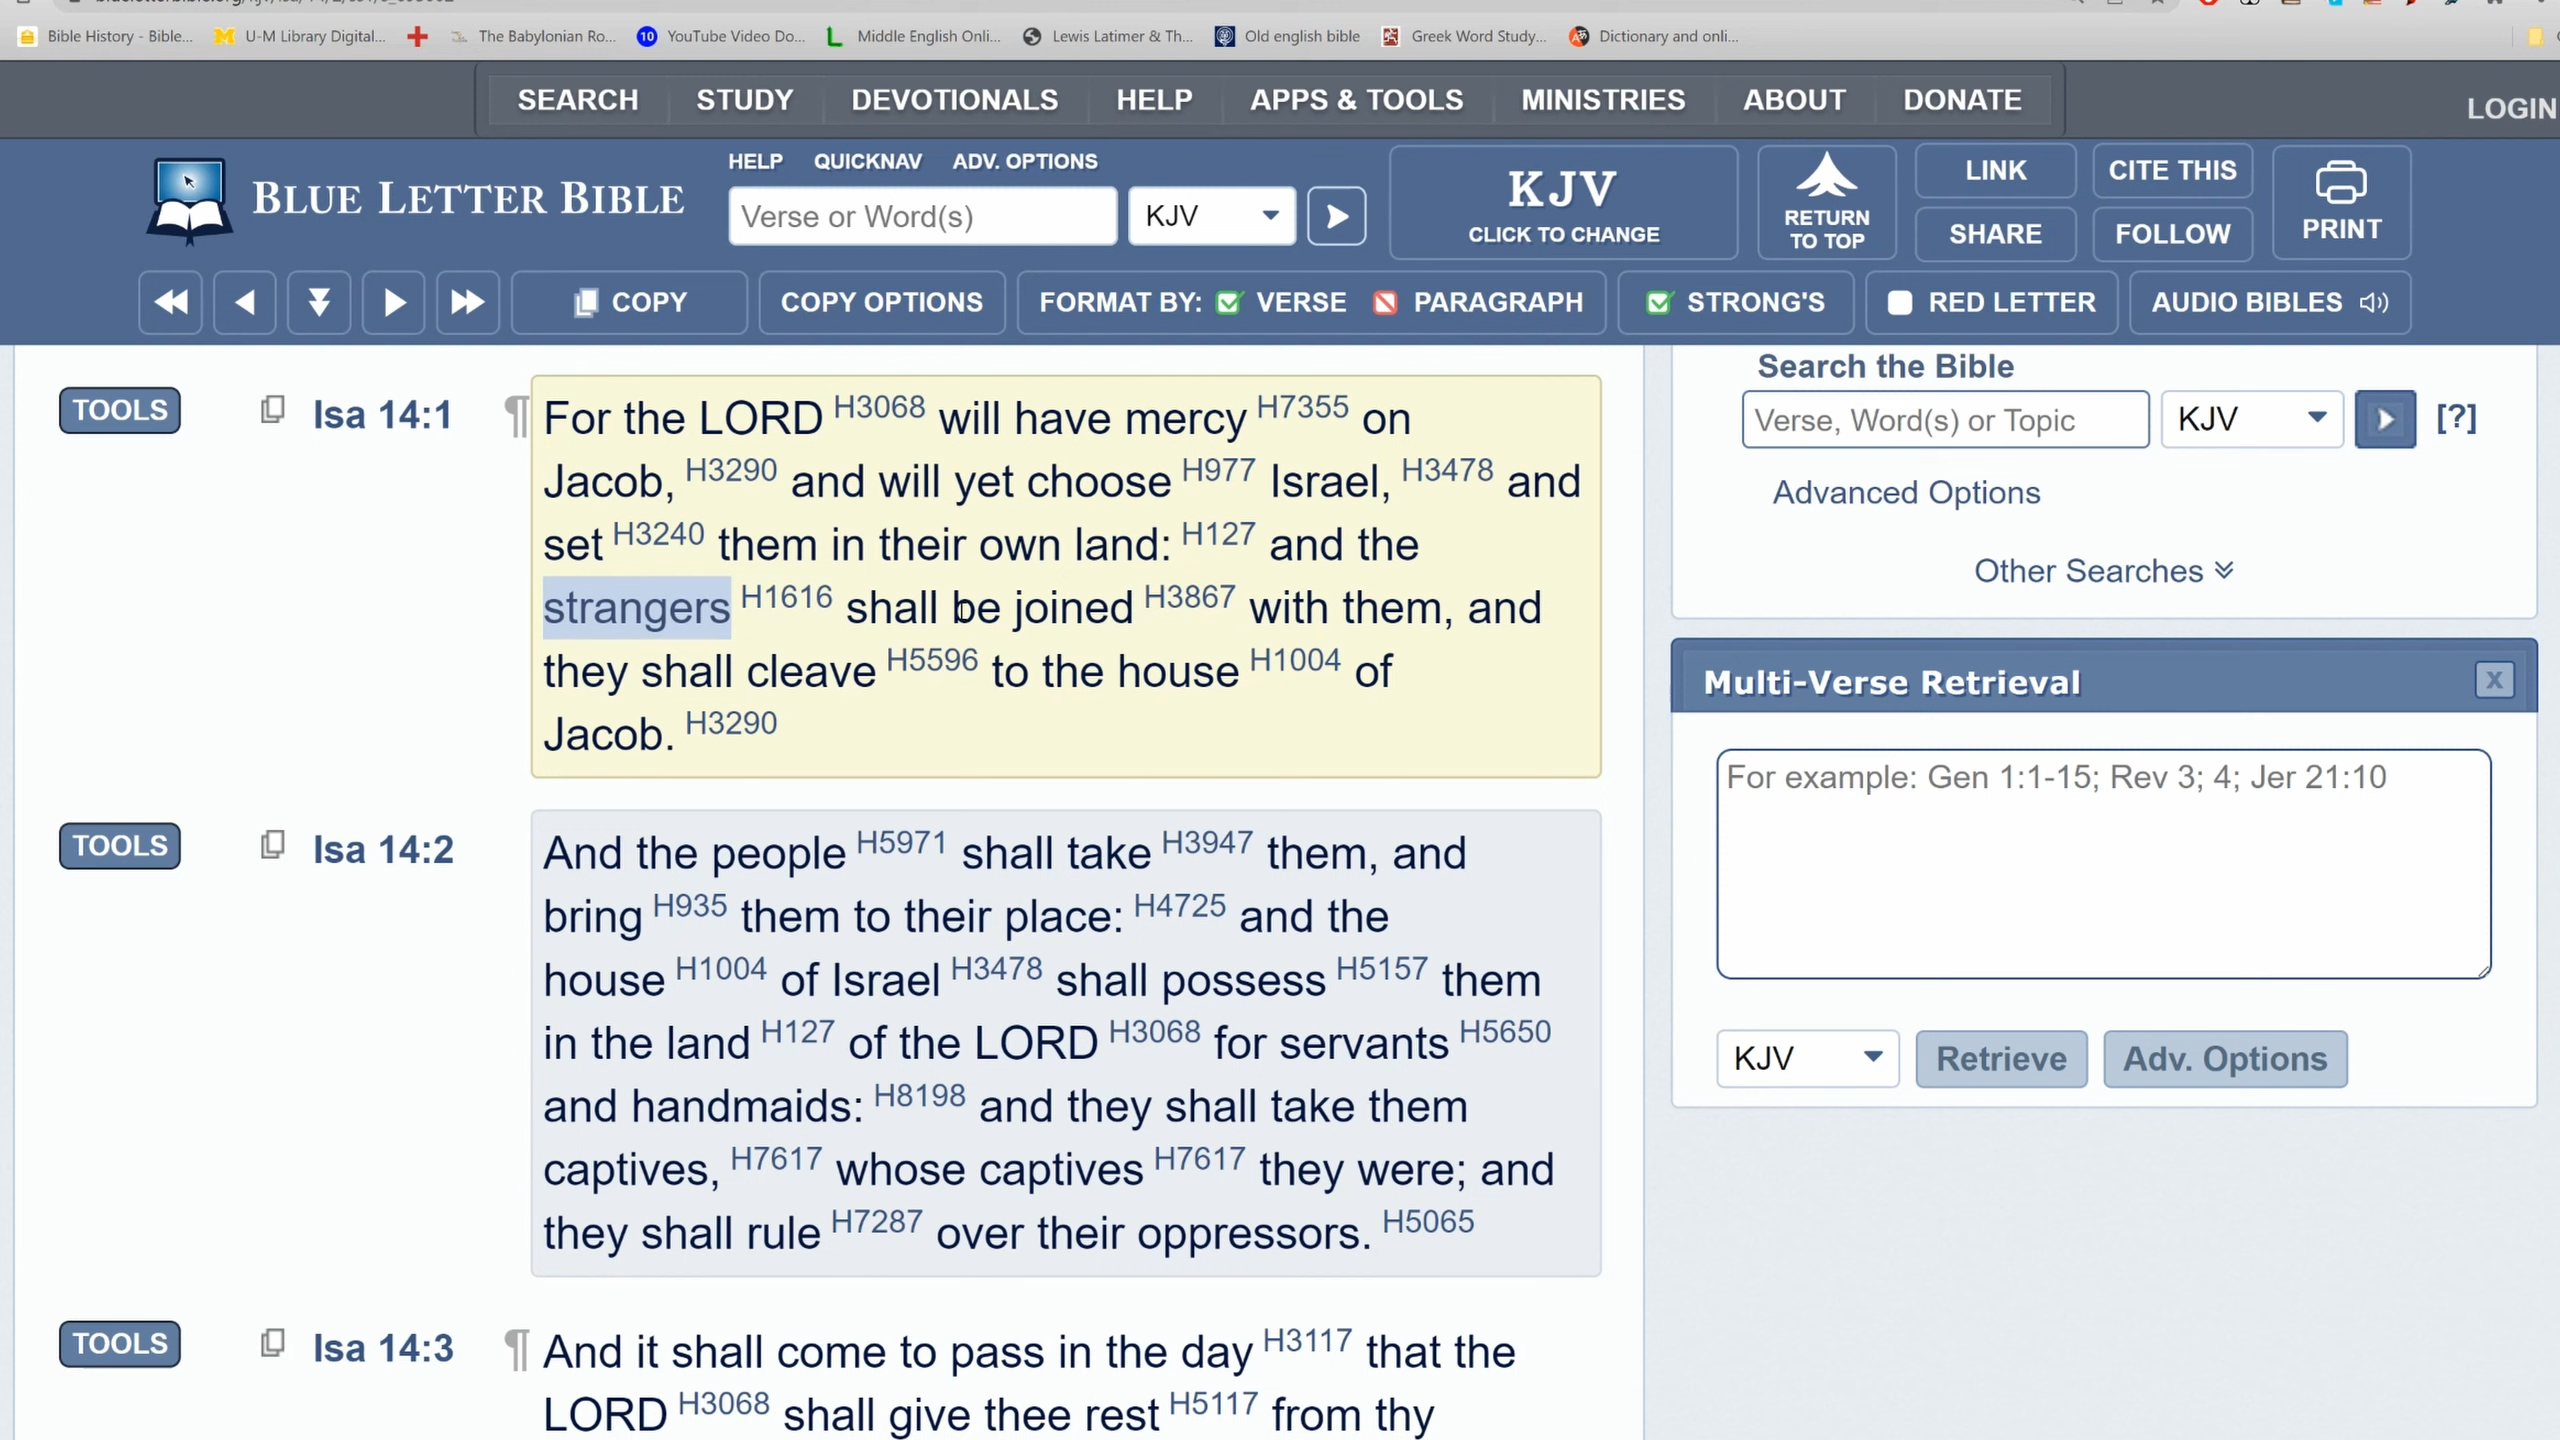 Bible History - Bible... U-M Library Digital... The Babylonian Ro... 10 YouTube Video Do... Middle English Onli... Lewis Latimer & Th... Old english bible Greek Word Study... Dictionary and onli...
SEARCH STUDY DEVOTIONALS HELP APPS & TOOLS MINISTRIES ABOUT DONATE LOGIN
BLUE LETTER BIBLE
HELP QUICKNAV ADV. OPTIONS
Verse or Word(s) KJV
KJV
CLICK TO CHANGE
RETURN
TO TOP
LINK CITE THIS
SHARE FOLLOW
PRINT
COPY COPY OPTIONS FORMAT BY: VERSE PARAGRAPH STRONG'S RED LETTER AUDIO BIBLES
TOOLS Isa 14:1 ¶ For the LORD H3068 will have mercy H7355 on
Jacob, H3290 and will yet choose H977 Israel, H3478 and
set H3240 them in their own land: H127 and the
strangers H1616 shall be joined H3867 with them, and
they shall cleave H5596 to the house H1004 of
Jacob. H3290
TOOLS Isa 14:2 And the people H5971 shall take H3947 them, and
bring H935 them to their place: H4725 and the
house H1004 of Israel H3478 shall possess H5157 them
in the land H127 of the LORD H3068 for servants H5650
and handmaids: H8198 and they shall take them
captives, H7617 whose captives H7617 they were; and
they shall rule H7287 over their oppressors. H5065
TOOLS Isa 14:3 ¶ And it shall come to pass in the day H3117 that the
LORD H3068 shall give thee rest H5117 from thy
Search the Bible
Verse, Word(s) or Topic KJV [?]
Advanced Options
Other Searches
Multi-Verse Retrieval X
For example: Gen 1:1-15; Rev 3; 4; Jer 21:10
KJV Retrieve Adv. Options